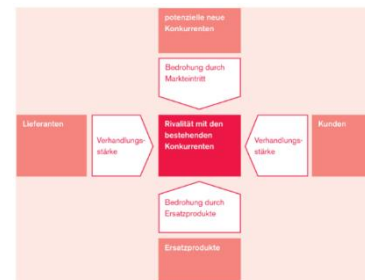 potenzielle neue
Konkurrenten
Bedrohung durch
Markteintritt
Lieferanten
Verhandlungs-
stärke
Rivalität mit den
bestehenden
Konkurrenten
Verhandlungs-
stärke
Kunden
Bedrohung durch
Ersatzprodukte
Ersatzprodukte